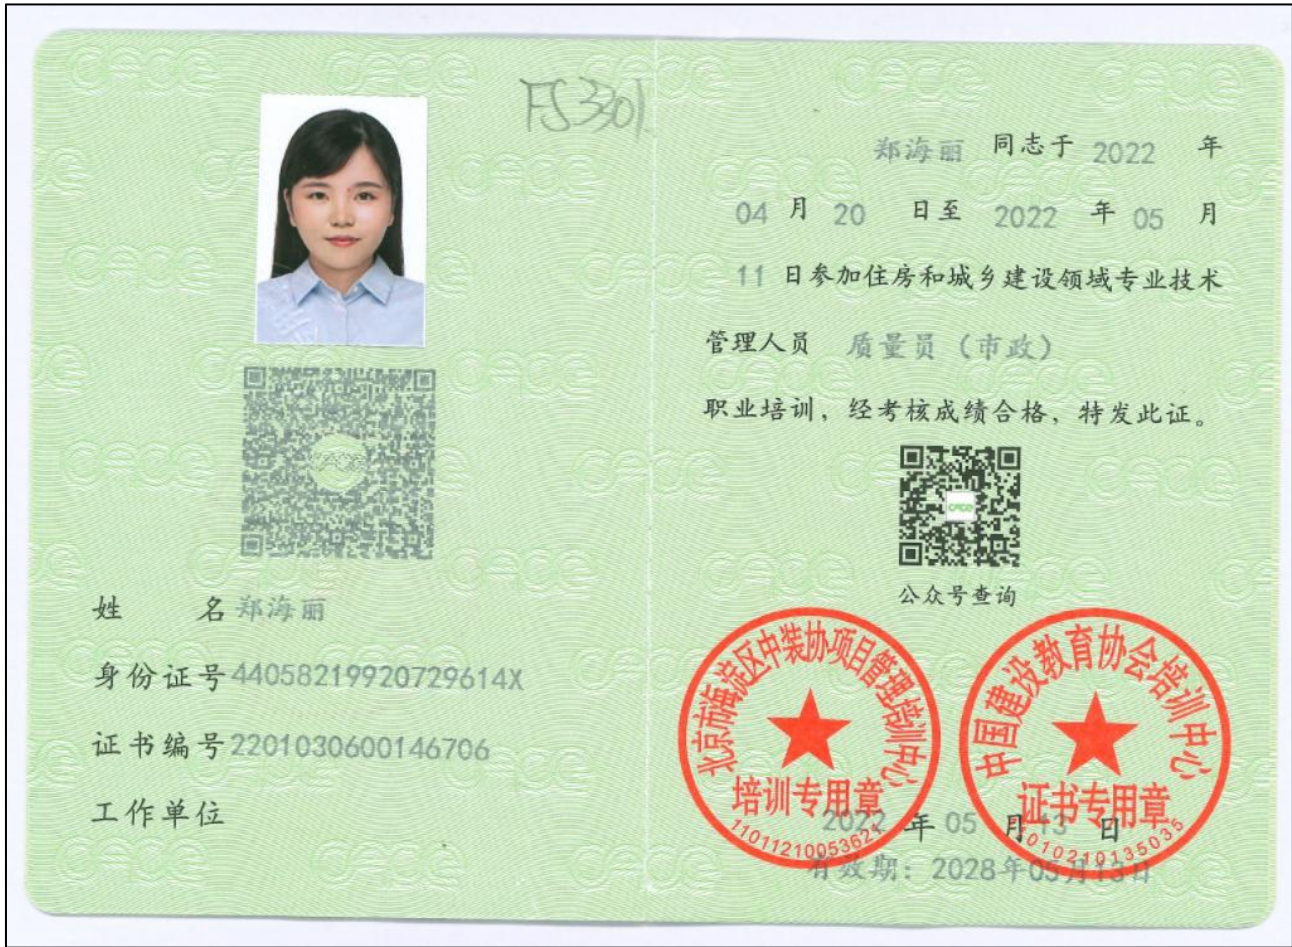 FS3301.
姓 名 郑海丽
身份证号 44058219920729614X
证书编号 2201030600146706
工作单位
郑海丽 同志于 2022 年
04 月 20 日至 2022 年 05 月
11 日参加住房和城乡建设领域专业技术
管理人员 质量员（市政）
职业培训，经考核成绩合格，特发此证。
cece
公众号查询
北京市海淀区中装协项目管理培训中心
培训专用章
11011210053621
中国建设教育协会培训中心
证书专用章
2022 年 05 月 13 日
有效期：2028年05月13日